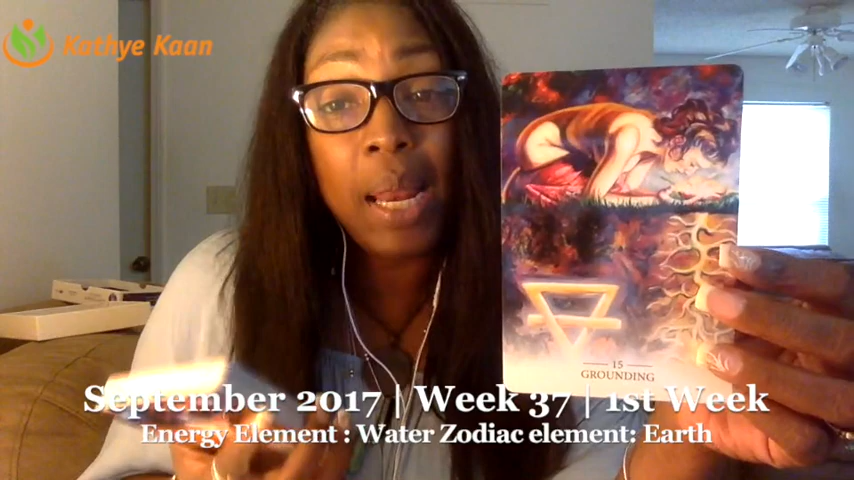 Kathye Kaan
15
GROUNDING
September 2017 | Week 37 | 1st Week
Energy Element : Water Zodiac element: Earth